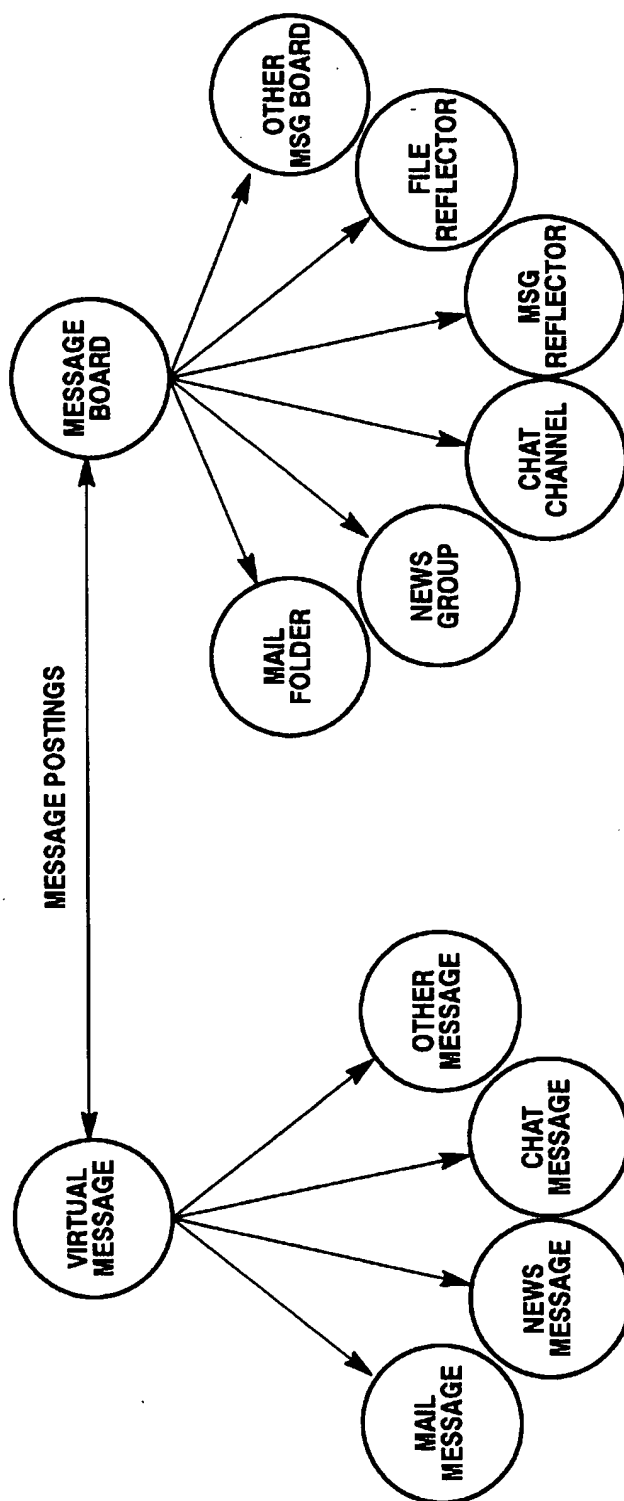 MESSAGE POSTINGS
VIRTUAL
MESSAGE
MAIL
MESSAGE
NEWS
MESSAGE
CHAT
MESSAGE
OTHER
MESSAGE
MESSAGE
BOARD
MAIL
FOLDER
NEWS
GROUP
CHAT
CHANNEL
MSG
REFLECTOR
FILE
REFLECTOR
OTHER
MSG BOARD